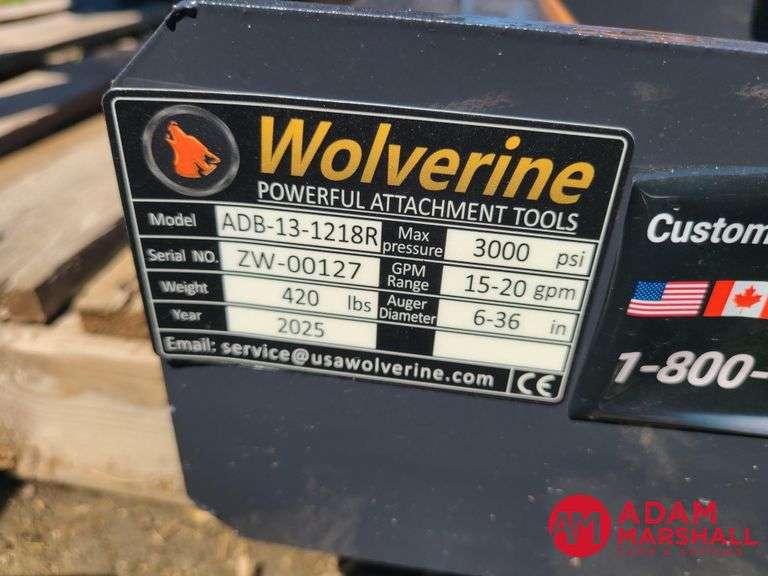 Wolverine
POWERFUL ATTACHMENT TOOLS
Model ADB-13-1218R Max pressure 3000 psi
Serial NO. ZW-00127 GPM Range 15-20 gpm
Weight 420 lbs Auger Diameter 6-36 in
Year 2025
Email: service@usawolverine.com CE
Custom
1-800-
AM ADAM
MARSHALL